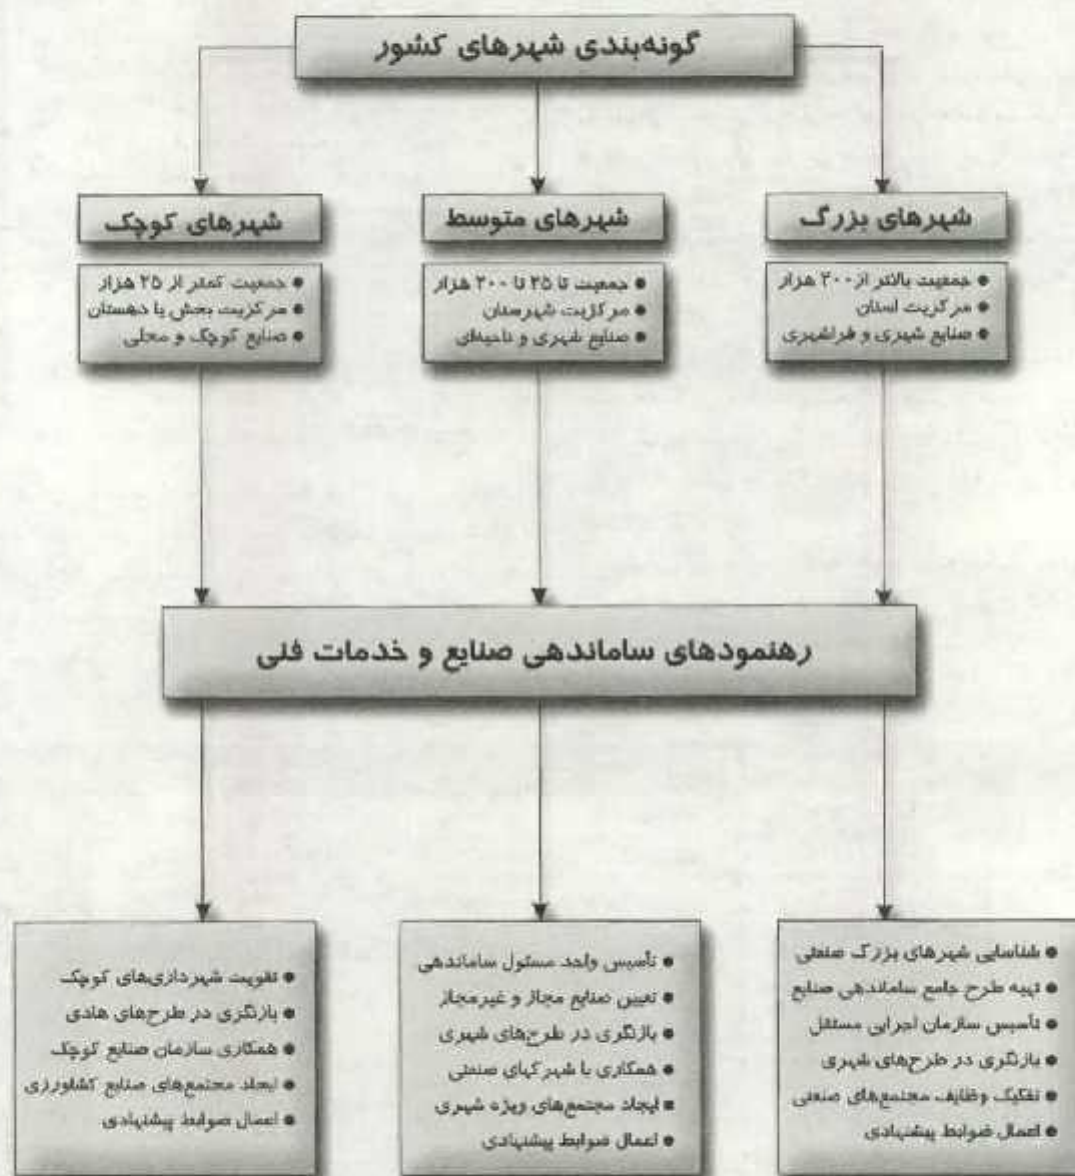 گونه‌بندی شهرهای کشور
شهرهای بزرگ
● جمعیت بالاتر از ۲۰۰ هزار
● مرکزیت استان
● صنایع شهری و فراشهری
شهرهای متوسط
● جمعیت تا ۲۵ تا ۲۰۰ هزار
● مرکزیت شهرستان
● صنایع شهری و ناحیه‌ای
شهرهای کوچک
● جمعیت کمتر از ۲۵ هزار
● مرکزیت بخش یا دهستان
● صنایع کوچک و محلی
رهنمودهای ساماندهی صنایع و خدمات فنی
● شناسایی شهرهای بزرگ صنعتی
● تهیه طرح جامع ساماندهی صنایع
● تأسیس سازمان اجرایی مستقل
● بازنگری در طرح‌های شهری
● تفکیک وظایف مجتمع‌های صنعتی
● اعمال ضوابط پیشنهادی
● تأسیس واحد مسئول ساماندهی
● تعیین صنایع مجاز و غیرمجاز
● بازنگری در طرح‌های شهری
● همکاری با شهرکهای صنعتی
■ ایجاد مجتمع‌های ویژه شهری
● اعمال ضوابط پیشنهادی
● تقویت شهرداری‌های کوچک
● بازنگری در طرح‌های هادی
● همکاری سازمان صنایع کوچک
● ایجاد مجتمع‌های صنایع کشاورزی
● اعمال ضوابط پیشنهادی